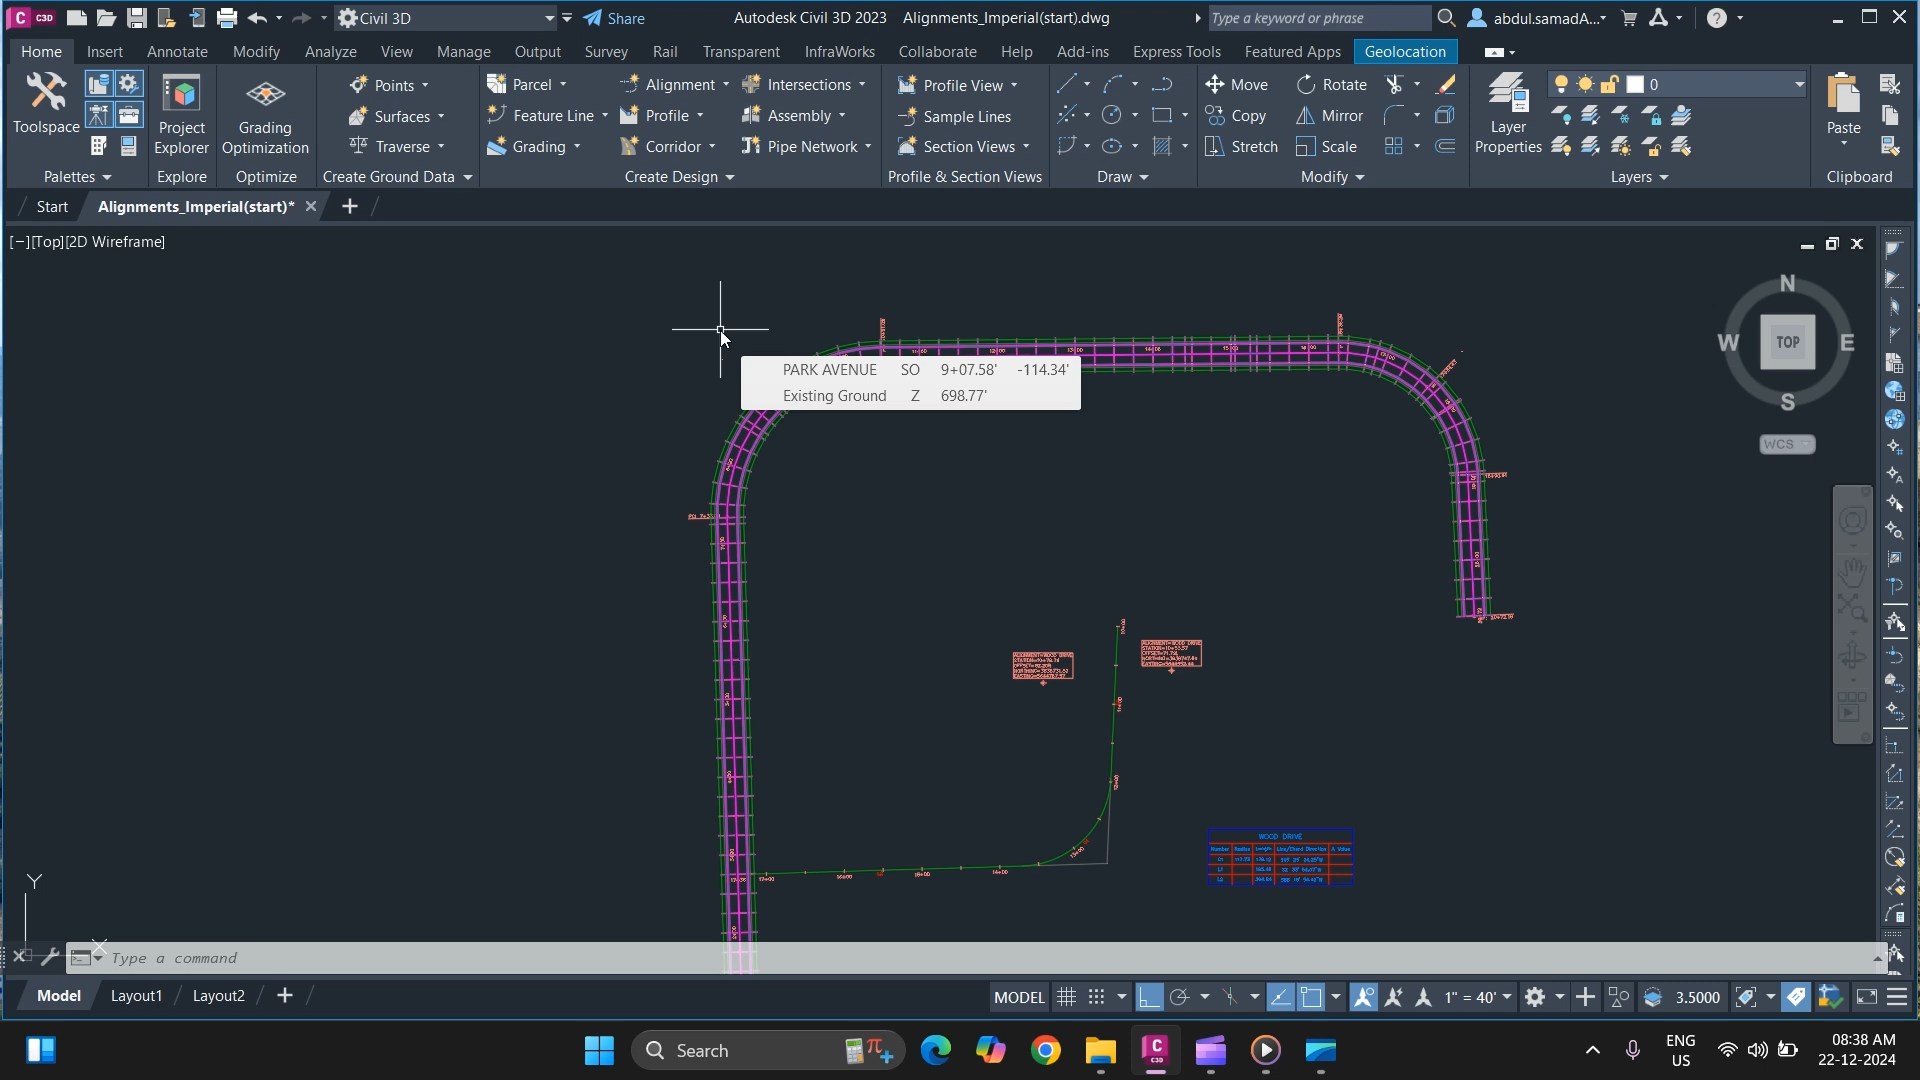 C3D Civil 3D Share Autodesk Civil 3D 2023 Alignments_Imperial(start).dwg Type a keyword or phrase abdul.samadA...
Home Insert Annotate Modify Analyze View Manage Output Survey Rail Transparent InfraWorks Collaborate Help Add-ins Express Tools Featured Apps Geolocation
Points Parcel Alignment Intersections Profile View Move Rotate 0
Surfaces Feature Line Profile Assembly Sample Lines Copy Mirror
Toolspace Project Explorer Grading Optimization Layer Properties Paste
Traverse Grading Corridor Pipe Network Section Views Stretch Scale
Palettes Explore Optimize Create Ground Data Create Design Profile & Section Views Draw Modify Layers Clipboard
Start Alignments_Imperial(start)*
[−][Top][2D Wireframe]
N
W TOP E
S
WCS
PARK AVENUE SO 9+07.58' -114.34'
Existing Ground Z 698.77'
WOOD DRIVE
Y
X
Type a command
Model Layout1 Layout2 MODEL 1" = 40' 3.5000
Search
ENG
US
08:38 AM
22-12-2024